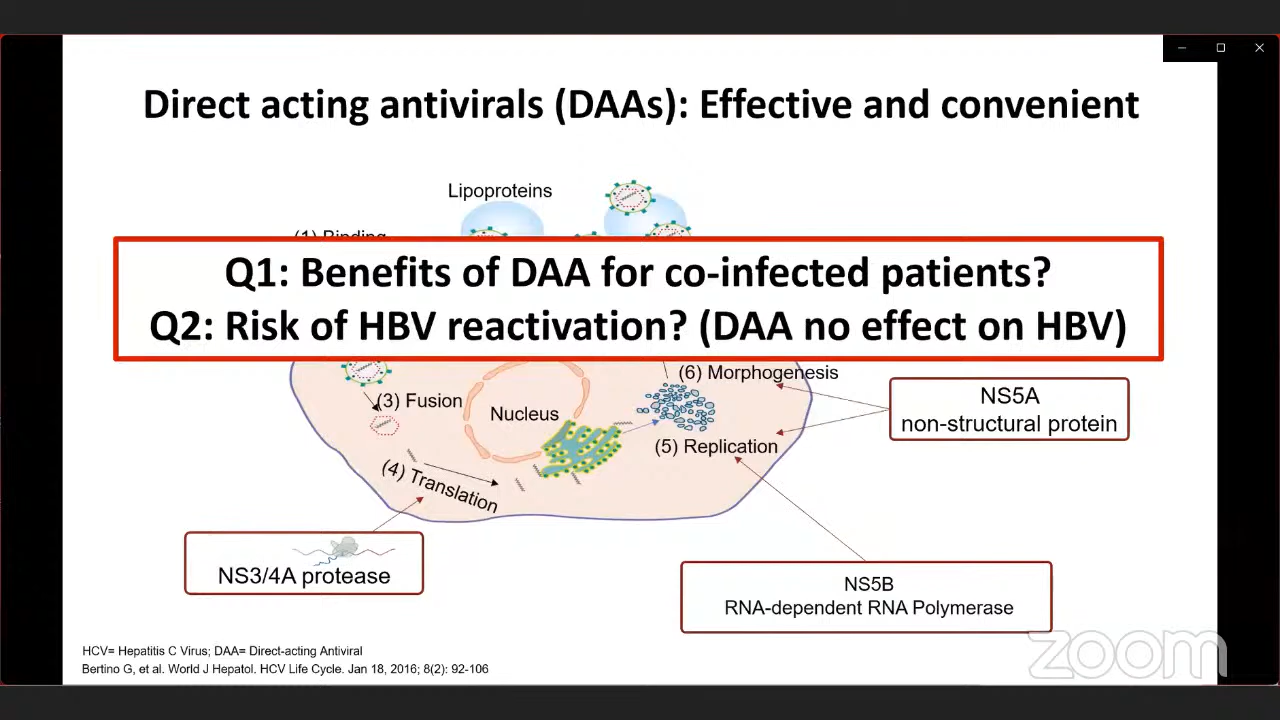 Direct acting antivirals (DAAs): Effective and convenient
Lipoproteins
(1) Binding
Q1: Benefits of DAA for co-infected patients?
Q2: Risk of HBV reactivation? (DAA no effect on HBV)
(6) Morphogenesis
(3) Fusion
Nucleus
NS5A
non-structural protein
(5) Replication
(4) Translation
NS3/4A protease
NS5B
RNA-dependent RNA Polymerase
HCV= Hepatitis C Virus; DAA= Direct-acting Antiviral
Bertino G, et al. World J Hepatol. HCV Life Cycle. Jan 18, 2016; 8(2): 92-106
zoom